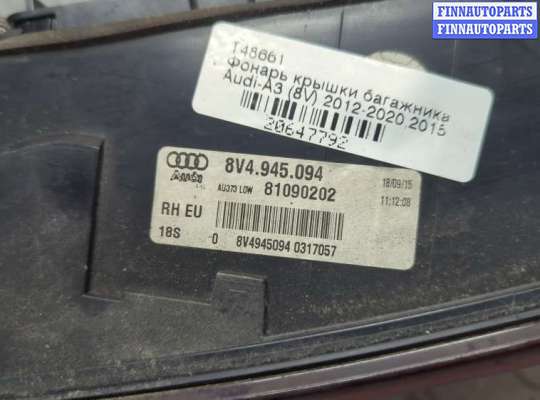 FINNAUTOPARTS
FINNAUTOPARTS
T48661
Фонарь крышки багажника
Audi-A3 (8V) 2012-2020,2015
20647792
8V4.945.094
18/09/15
Audi
AU373 LOW 81090202
11:12:08
RH EU
18S
0 8V4945094 0317057